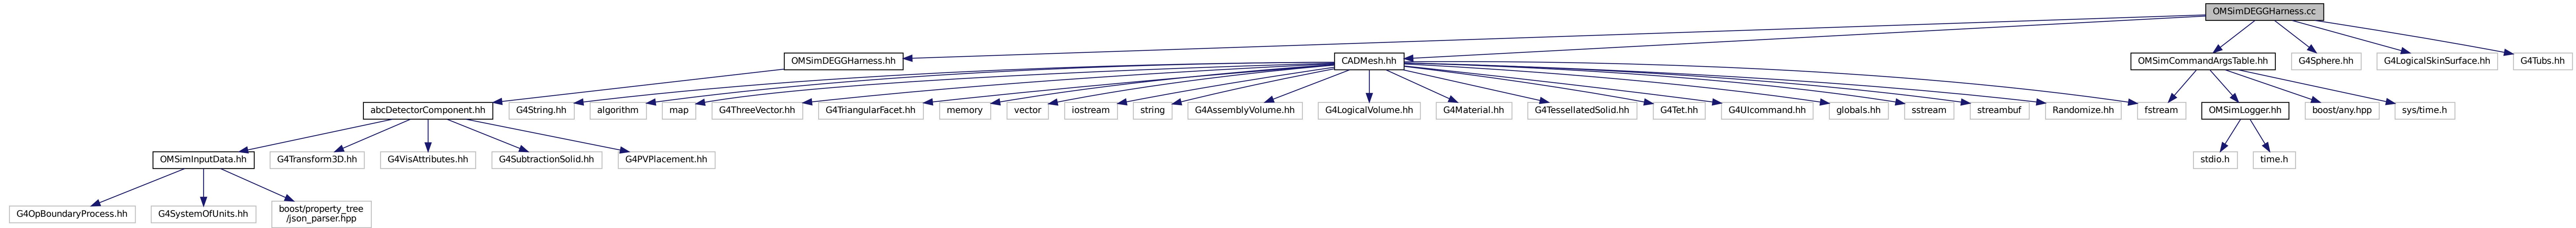 OMSimDEGGHarness.cc
OMSimDEGGHarness.hh
CADMesh.hh
OMSimCommandArgsTable.hh
G4Sphere.hh
G4LogicalSkinSurface.hh
G4Tubs.hh
abcDetectorComponent.hh
G4String.hh
algorithm
map
G4ThreeVector.hh
G4TriangularFacet.hh
memory
vector
iostream
string
G4AssemblyVolume.hh
G4LogicalVolume.hh
G4Material.hh
G4TessellatedSolid.hh
G4Tet.hh
G4UIcommand.hh
globals.hh
sstream
streambuf
Randomize.hh
fstream
OMSimLogger.hh
boost/any.hpp
sys/time.h
OMSimInputData.hh
G4Transform3D.hh
G4VisAttributes.hh
G4SubtractionSolid.hh
G4PVPlacement.hh
stdio.h
time.h
G4OpBoundaryProcess.hh
G4SystemOfUnits.hh
boost/property_tree
/json_parser.hpp